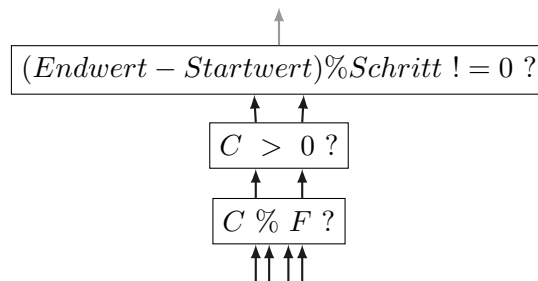 (Endwert − Startwert)%Schritt ! = 0 ?
C > 0 ?
C % F ?